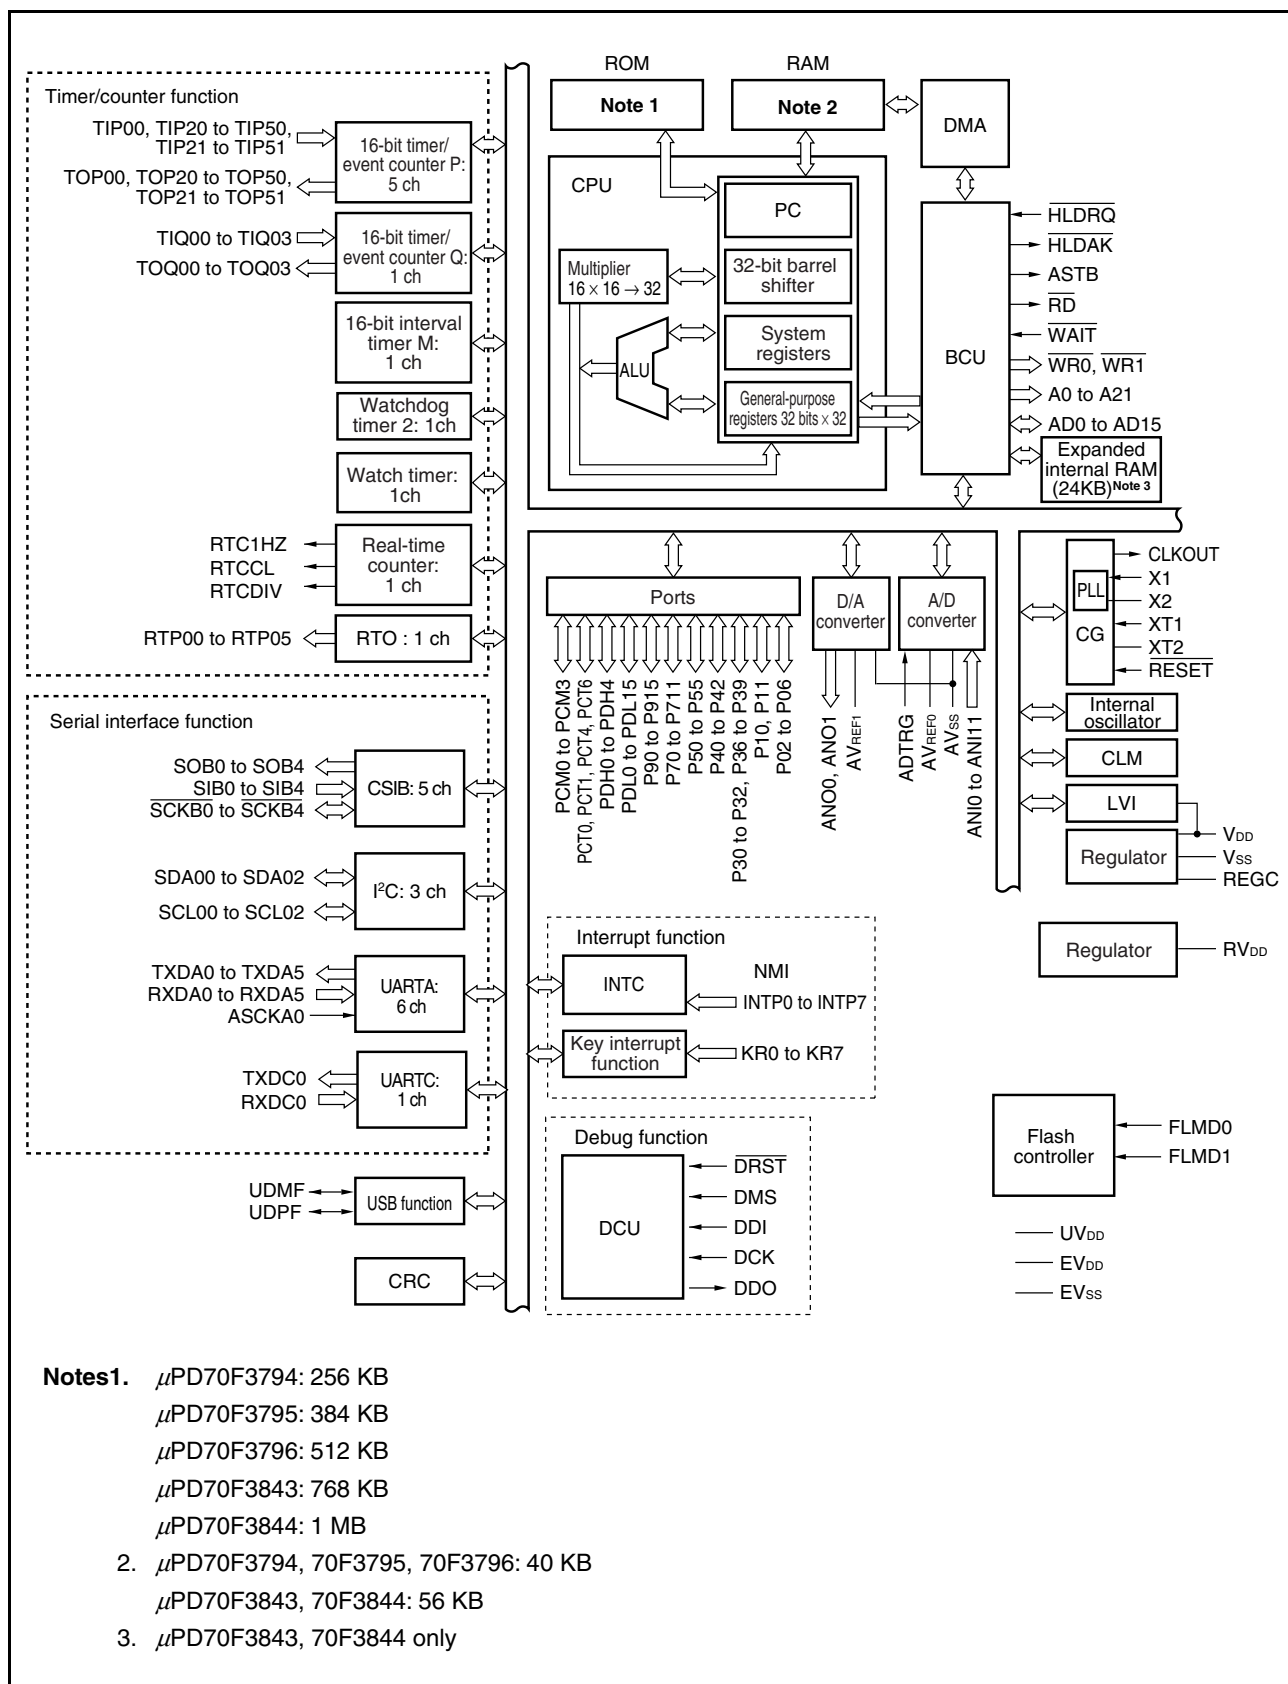 Timer/counter function
TIP00, TIP20 to TIP50,
TIP21 to TIP51
TOP00, TOP20 to TOP50,
TOP21 to TOP51
16-bit timer/
event counter P:
5 ch
TIQ00 to TIQ03
TOQ00 to TOQ03
16-bit timer/
event counter Q:
1 ch
16-bit interval
timer M:
1 ch
Watchdog
timer 2: 1ch
Watch timer:
1ch
RTC1HZ
RTCCL
RTCDIV
Real-time
counter:
1 ch
RTP00 to RTP05
RTO : 1 ch
Serial interface function
SOB0 to SOB4
SIB0 to SIB4
SCKB0 to SCKB4
CSIB: 5 ch
SDA00 to SDA02
SCL00 to SCL02
I²C: 3 ch
TXDA0 to TXDA5
RXDA0 to RXDA5
ASCKA0
UARTA:
6 ch
TXDC0
RXDC0
UARTC:
1 ch
UDMF
UDPF
USB function
CRC
ROM
Note 1
RAM
Note 2
DMA
CPU
PC
Multiplier
16 × 16 → 32
32-bit barrel
shifter
System
registers
ALU
General-purpose
registers 32 bits × 32
BCU
HLDRQ
HLDAK
ASTB
RD
WAIT
WR0, WR1
A0 to A21
AD0 to AD15
Expanded
internal RAM
(24KB)Note 3
Ports
PCM0 to PCM3
PCT0, PCT1, PCT4, PCT6
PDH0 to PDH4
PDL0 to PDL15
P90 to P915
P70 to P711
P50 to P55
P40 to P42
P30 to P32, P36 to P39
P10, P11
P02 to P06
D/A
converter
ANO0, ANO1
AVREF1
A/D
converter
ADTRG
AVREF0
AVSS
ANI0 to ANI11
PLL
CG
CLKOUT
X1
X2
XT1
XT2
RESET
Internal
oscillator
CLM
LVI
Regulator
VDD
VSS
REGC
Regulator
RVDD
Interrupt function
INTC
NMI
INTP0 to INTP7
Key interrupt
function
KR0 to KR7
Debug function
DCU
DRST
DMS
DDI
DCK
DDO
Flash
controller
FLMD0
FLMD1
UVDD
EVDD
EVSS
Notes1. μPD70F3794: 256 KB
μPD70F3795: 384 KB
μPD70F3796: 512 KB
μPD70F3843: 768 KB
μPD70F3844: 1 MB
2. μPD70F3794, 70F3795, 70F3796: 40 KB
μPD70F3843, 70F3844: 56 KB
3. μPD70F3843, 70F3844 only